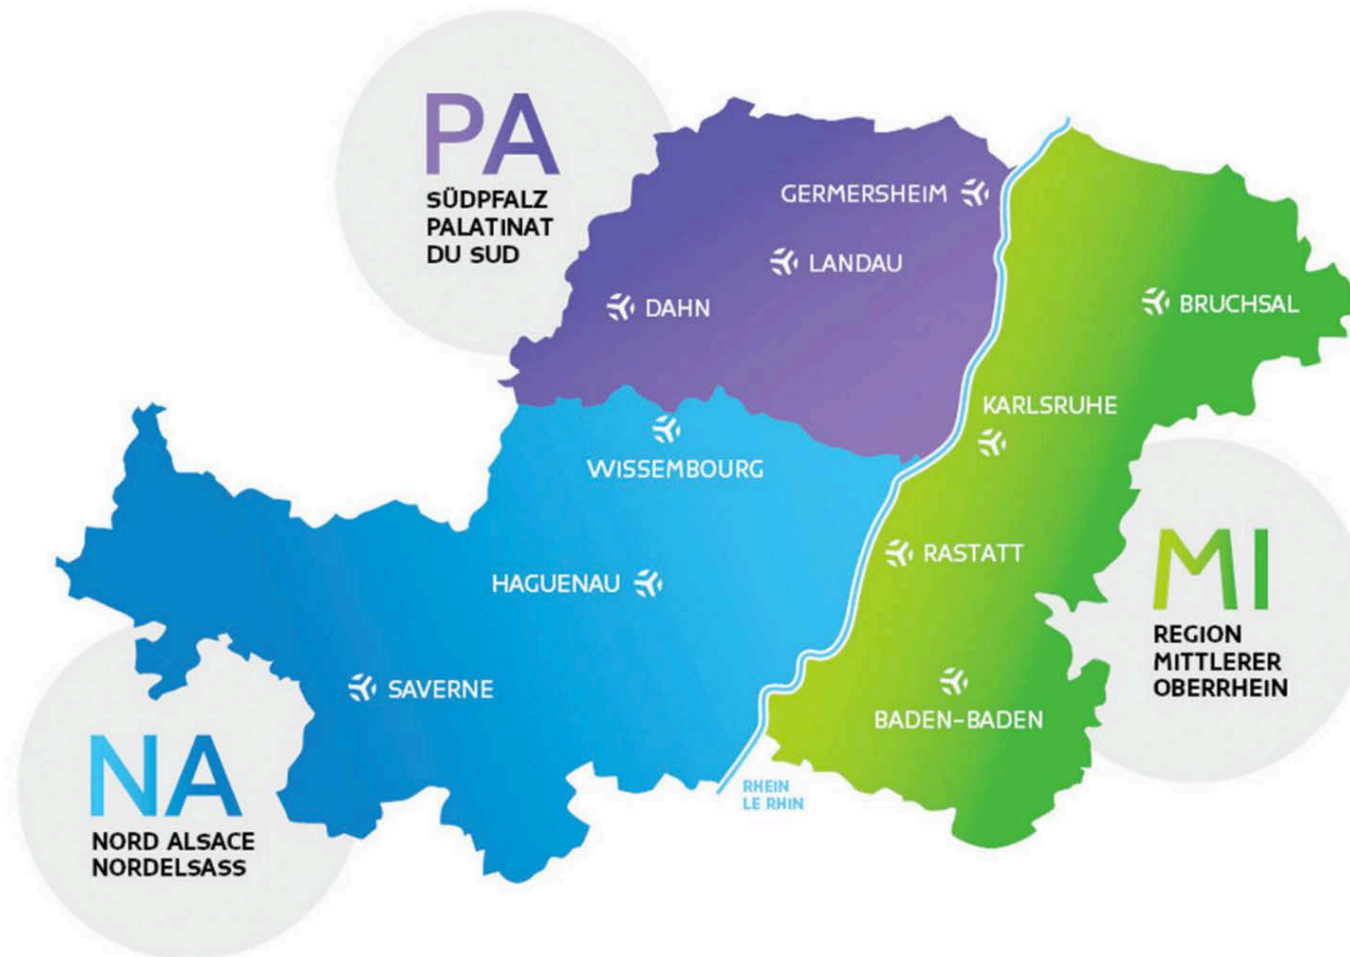 PA
SÜDPFALZ
PALATINAT
DU SUD
GERMERSHEIM
LANDAU
DAHN
BRUCHSAL
KARLSRUHE
WISSEMBOURG
RASTATT
HAGUENAU
SAVERNE
BADEN-BADEN
MI
REGION
MITTLERER
OBERRHEIN
NA
NORD ALSACE
NORDELSASS
RHEIN
LE RHIN